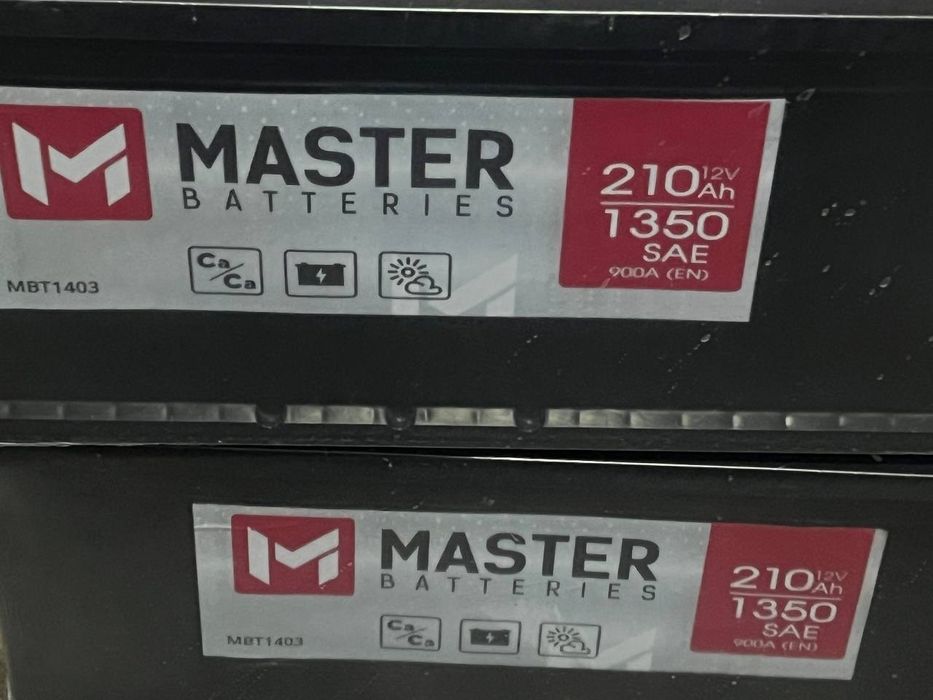 MASTER
BATTERIES
Ca/Ca
MBT1403
210 12V Ah
1350
SAE
900A (EN)
MASTER
BATTERIES
Ca/Ca
MBT1403
210 12V Ah
1350
SAE
900A (EN)